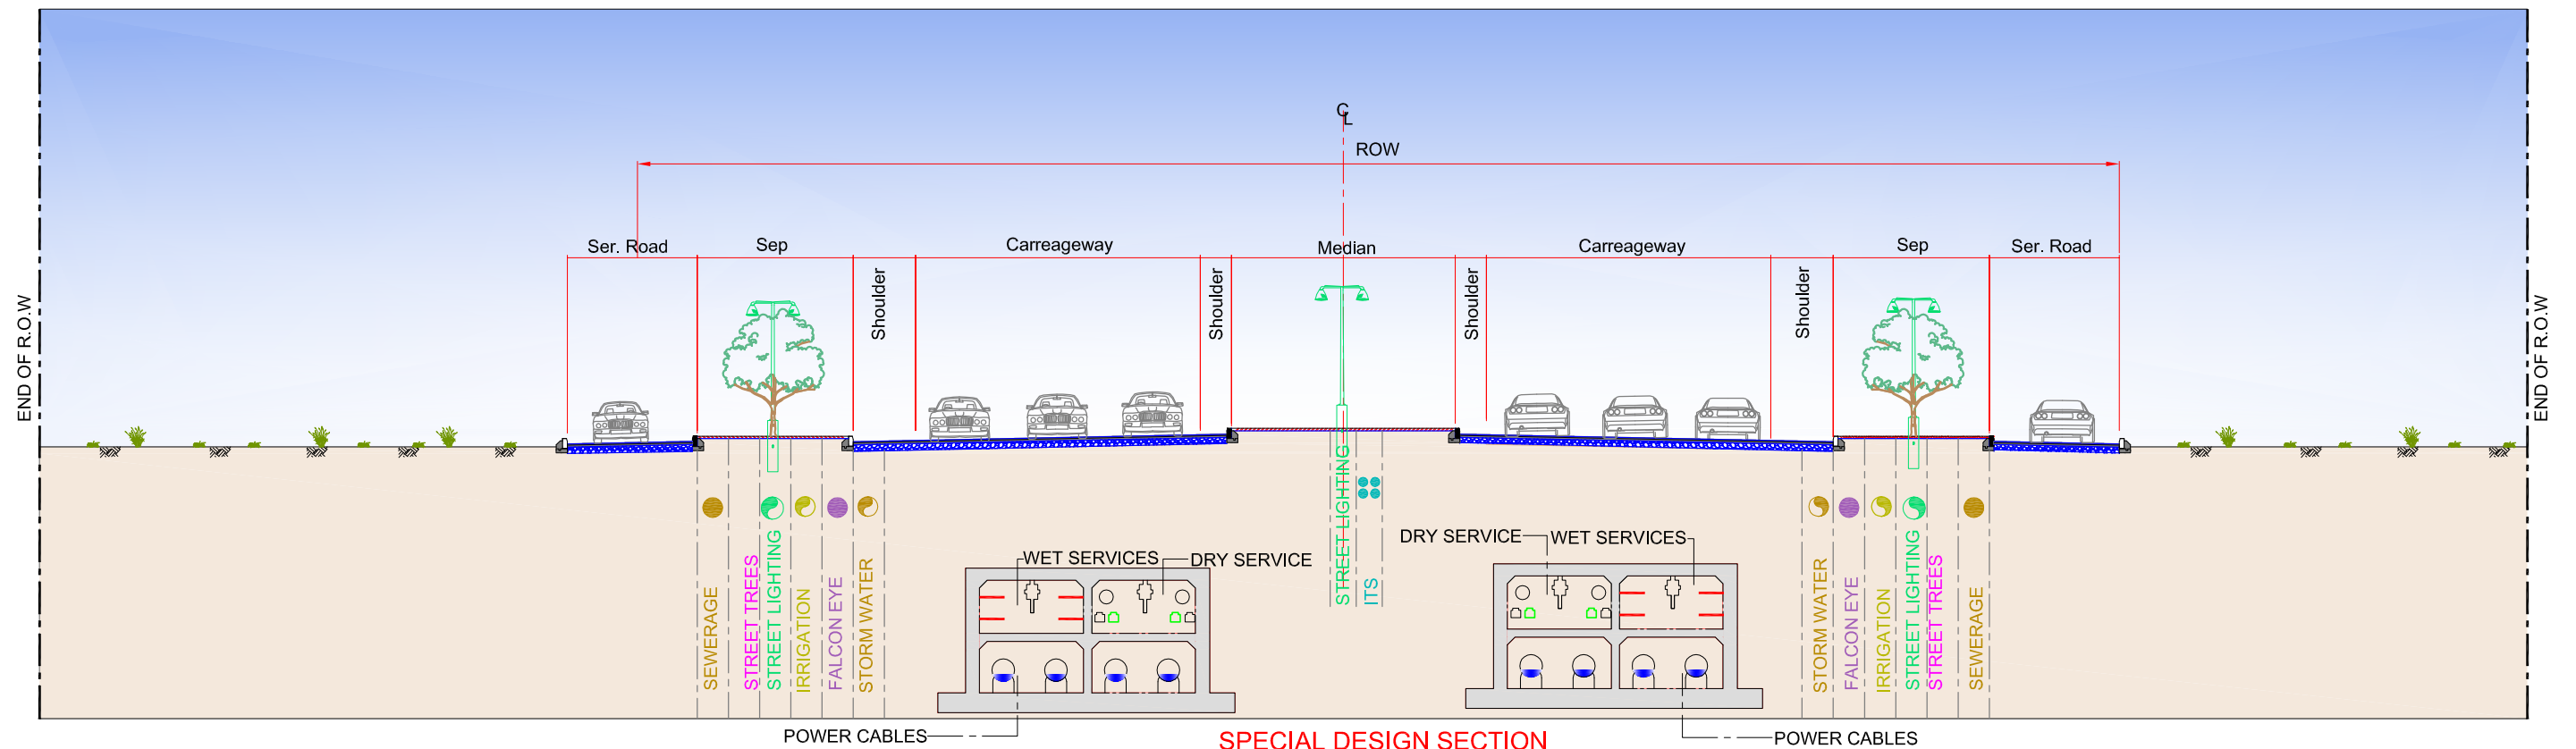 C
L
ROW
Ser. Road
Sep
Shoulder
Carreageway
Shoulder
Median
Shoulder
Carreageway
Shoulder
Sep
Ser. Road
END OF R.O.W
END OF R.O.W
SEWERAGE
STREET TREES
STREET LIGHTING
IRRIGATION
FALCON EYE
STORM WATER
WET SERVICES
DRY SERVICE
STREET LIGHTING
ITS
DRY SERVICE
WET SERVICES
STORM WATER
FALCON EYE
IRRIGATION
STREET LIGHTING
STREET TREES
SEWERAGE
POWER CABLES
SPECIAL DESIGN SECTION
POWER CABLES